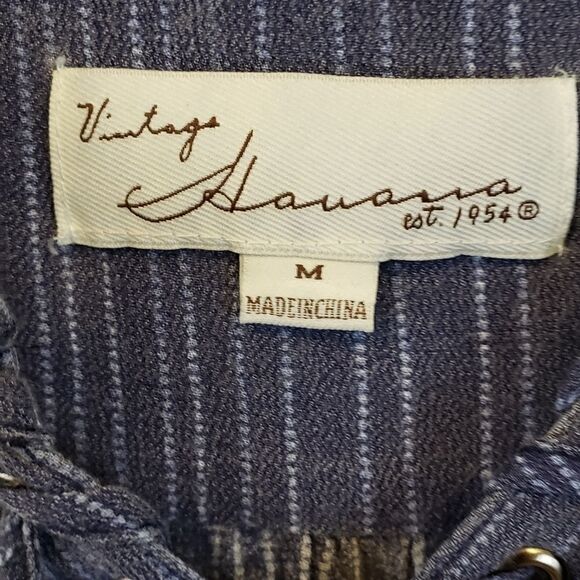 Vintage
Havana
est. 1954®
M
MADEINCHINA